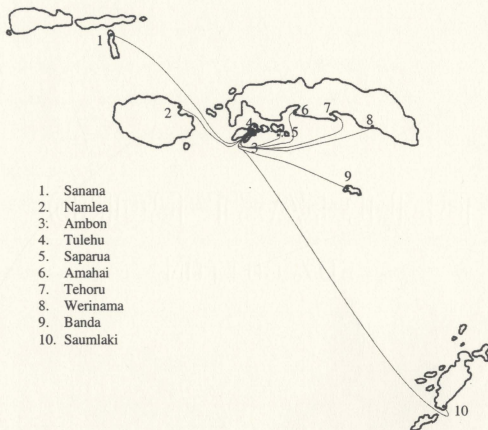 1
2
3
4
5
6
7
8
9
10
1. Sanana
2. Namlea
3. Ambon
4. Tulehu
5. Saparua
6. Amahai
7. Tehoru
8. Werinama
9. Banda
10. Saumlaki